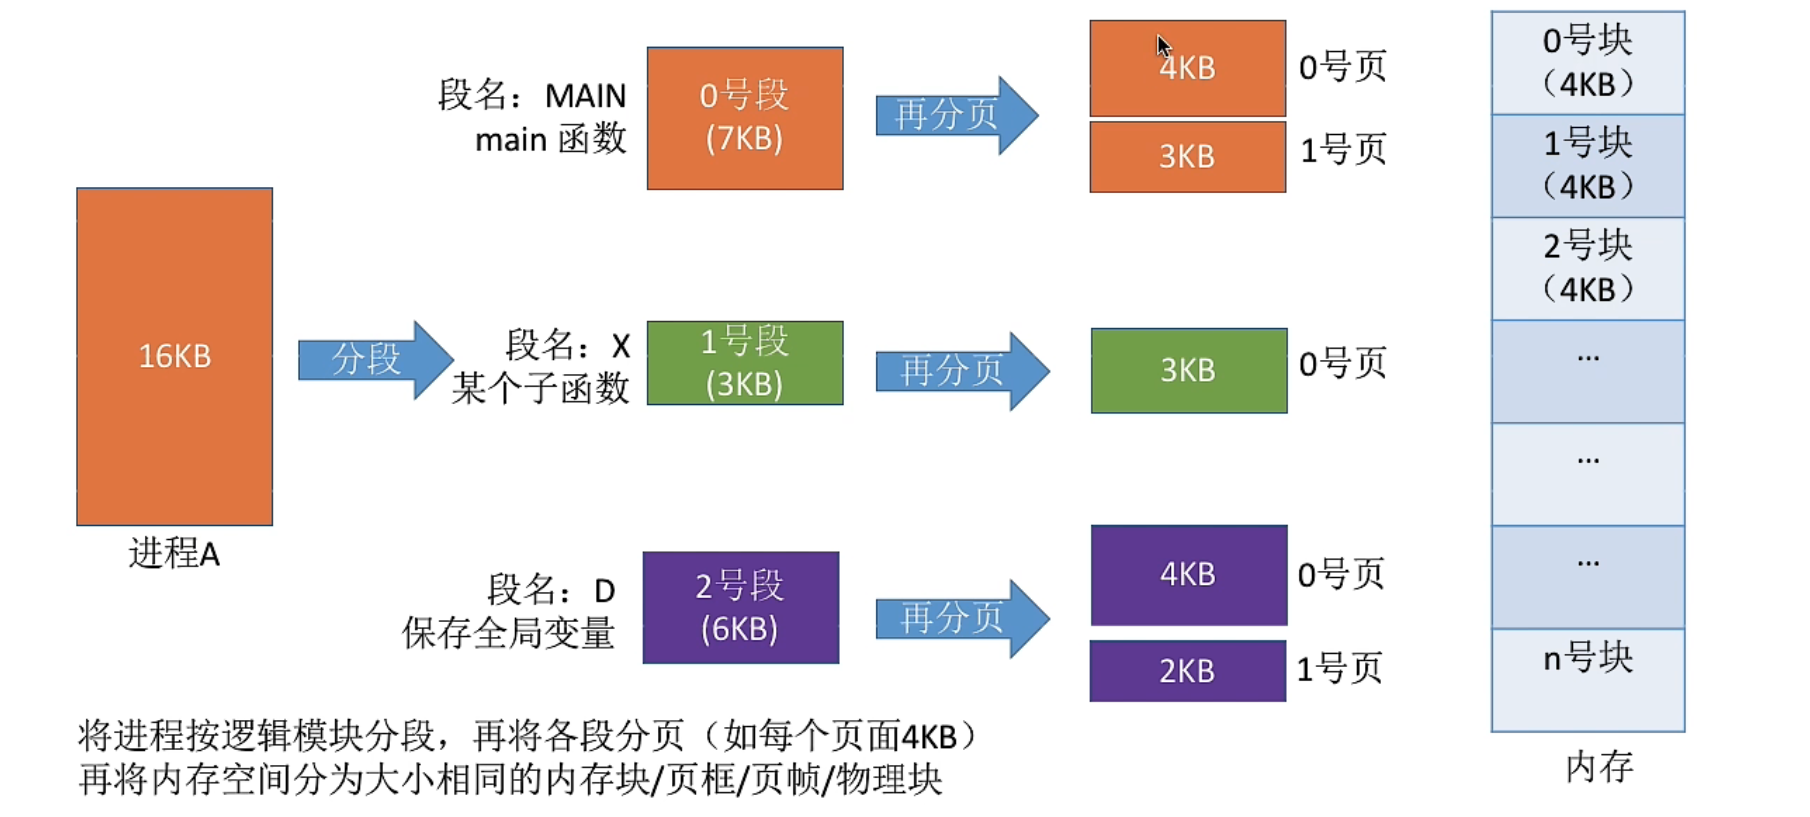 段名：MAIN
main 函数
0号段
(7KB)
再分页
4KB
0号页
3KB
1号页
16KB
进程A
分段
段名：X
某个子函数
1号段
(3KB)
再分页
3KB
0号页
段名：D
保存全局变量
2号段
(6KB)
再分页
4KB
0号页
2KB
1号页
0号块
（4KB）
1号块
（4KB）
2号块
（4KB）
...
...
...
n号块
内存
将进程按逻辑模块分段，再将各段分页（如每个页面4KB）
再将内存空间分为大小相同的内存块/页框/页帧/物理块